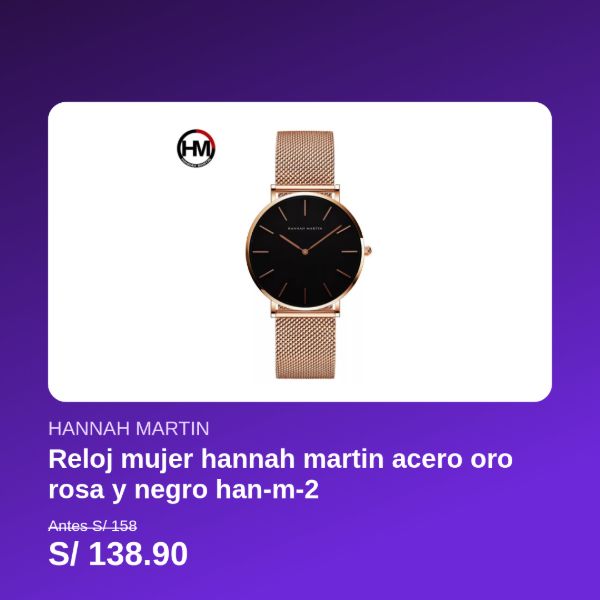 HM
HANNAH MARTIN
HANNAH MARTIN
Reloj mujer hannah martin acero oro
rosa y negro han-m-2
Antes S/ 158
S/ 138.90